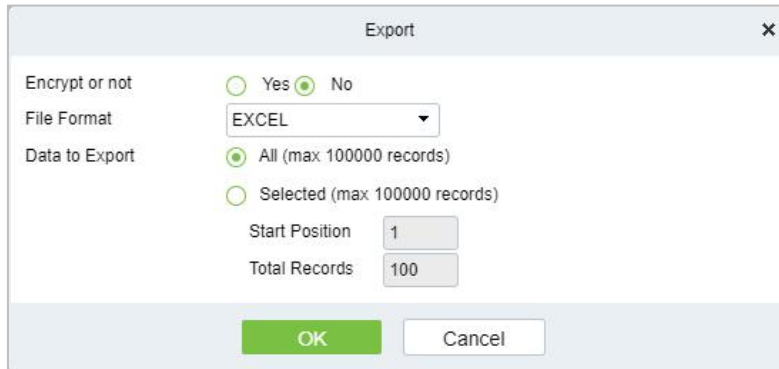 Export
Encrypt or not Yes No
File Format EXCEL
Data to Export All (max 100000 records)
Selected (max 100000 records)
Start Position 1
Total Records 100
OK Cancel